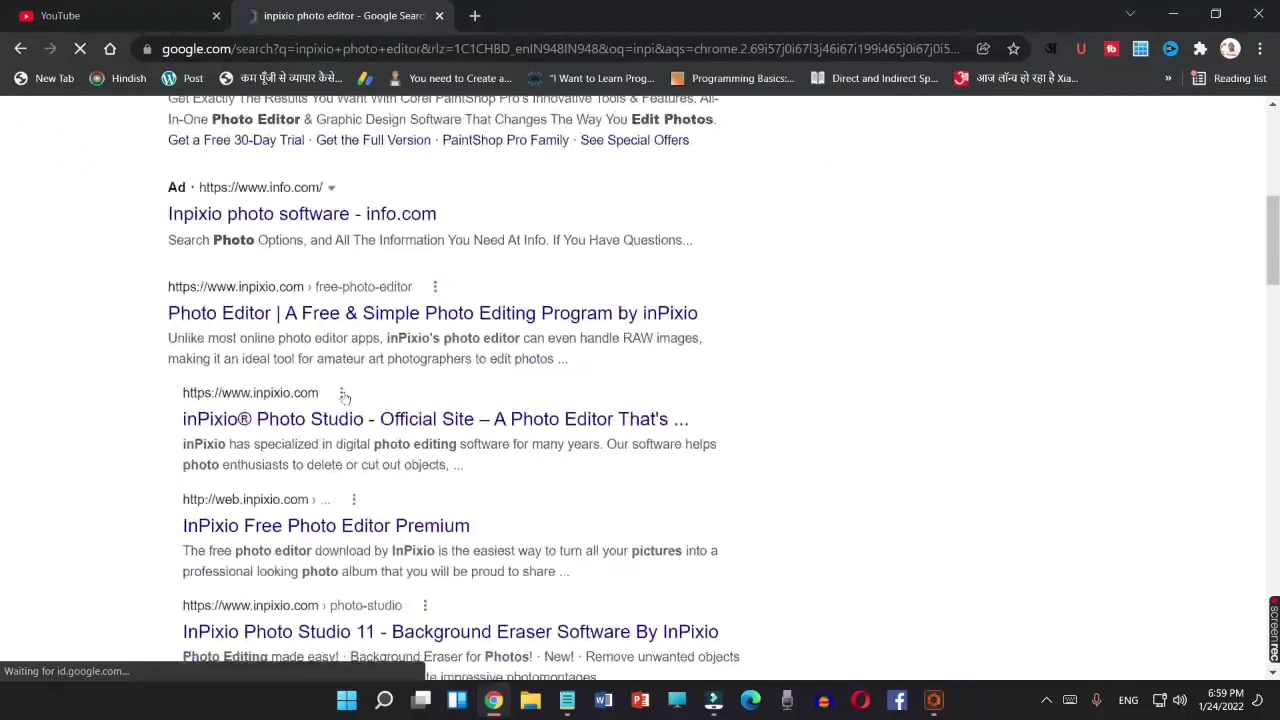 YouTube
inpixio photo editor - Google Searc
google.com/search?q=inpixio+photo+editor&rlz=1C1CHBD_enIN948IN948&oq=inpi&aqs=chrome.2.69i57j0i67l3j46i67i199i465j0i67j0i5...
New Tab
Hindish
Post
कम पूँजी से व्यापार कैसे...
You need to Create a...
"I Want to Learn Prog...
Programming Basics:...
Direct and Indirect Sp...
आज लॉन्च हो रहा है Xia...
»
Reading list
Get Exactly The Results You Want With Corel PaintShop Pro's Innovative Tools & Features. All-
In-One Photo Editor & Graphic Design Software That Changes The Way You Edit Photos.
Get a Free 30-Day Trial · Get the Full Version · PaintShop Pro Family · See Special Offers
Ad · https://www.info.com/
Inpixio photo software - info.com
Search Photo Options, and All The Information You Need At Info. If You Have Questions...
https://www.inpixio.com › free-photo-editor
Photo Editor | A Free & Simple Photo Editing Program by inPixio
Unlike most online photo editor apps, inPixio's photo editor can even handle RAW images,
making it an ideal tool for amateur art photographers to edit photos ...
https://www.inpixio.com
inPixio® Photo Studio - Official Site – A Photo Editor That's ...
inPixio has specialized in digital photo editing software for many years. Our software helps
photo enthusiasts to delete or cut out objects, ...
http://web.inpixio.com › ...
InPixio Free Photo Editor Premium
The free photo editor download by InPixio is the easiest way to turn all your pictures into a
professional looking photo album that you will be proud to share ...
https://www.inpixio.com › photo-studio
InPixio Photo Studio 11 - Background Eraser Software By InPixio
Photo Editing made easy! · Background Eraser for Photos! · New! · Remove unwanted objects
te impressive photomontages
Waiting for id.google.com...
screenrec
ENG
6:59 PM
1/24/2022